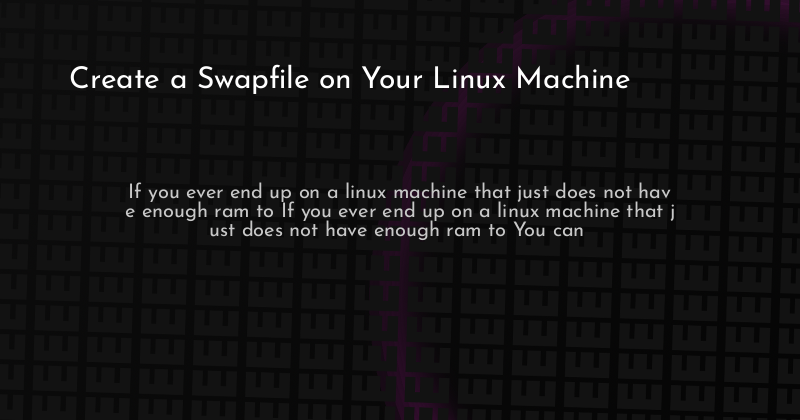 Create a Swapfile on Your Linux Machine
If you ever end up on a linux machine that just does not hav
e enough ram to If you ever end up on a linux machine that j
ust does not have enough ram to You can